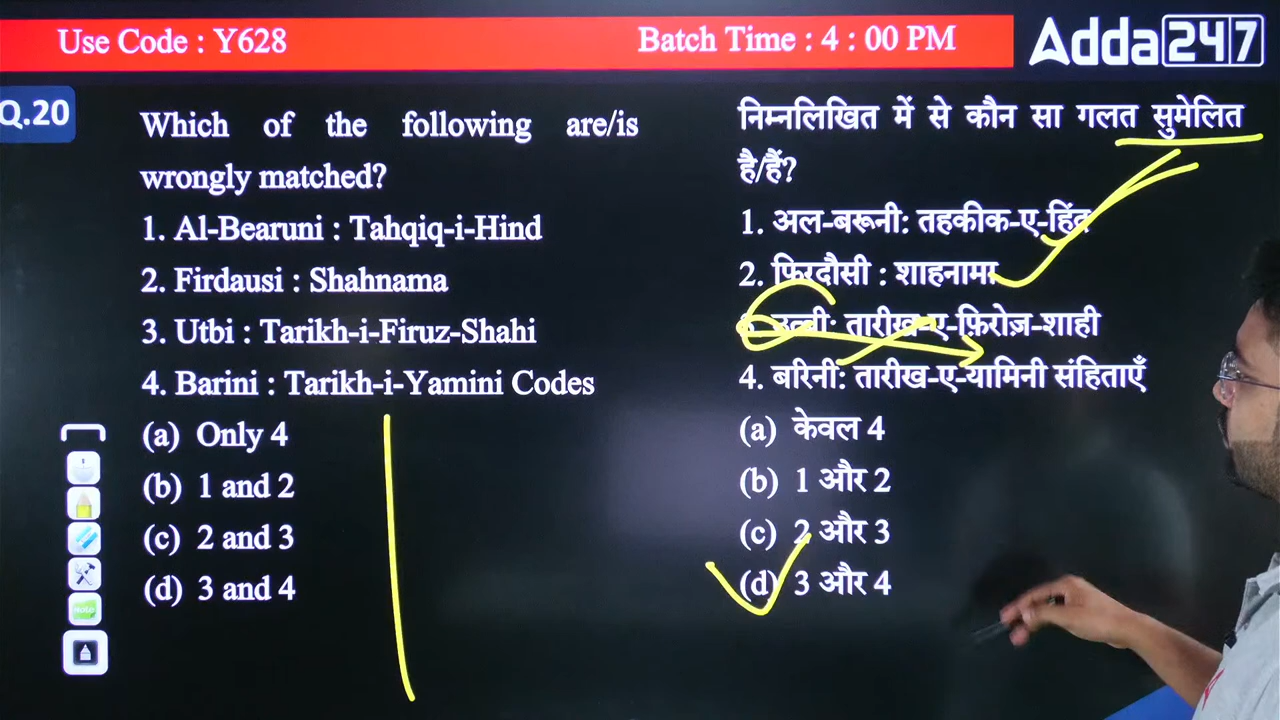 Use Code : Y628
Batch Time : 4 : 00 PM
Adda247
Q.20
Which of the following are/is
wrongly matched?
1. Al-Bearuni : Tahqiq-i-Hind
2. Firdausi : Shahnama
3. Utbi : Tarikh-i-Firuz-Shahi
4. Barini : Tarikh-i-Yamini Codes
(a) Only 4
(b) 1 and 2
(c) 2 and 3
(d) 3 and 4
निम्नलिखित में से कौन सा गलत सुमेलित
है/हैं?
1. अल-बरूनी: तहकीक-ए-हिंद
2. फिरदौसी : शाहनामा
3. उत्बी: तारीख-ए-फ़िरोज़-शाही
4. बरिनी: तारीख-ए-यामिनी संहिताएँ
(a) केवल 4
(b) 1 और 2
(c) 2 और 3
(d) 3 और 4